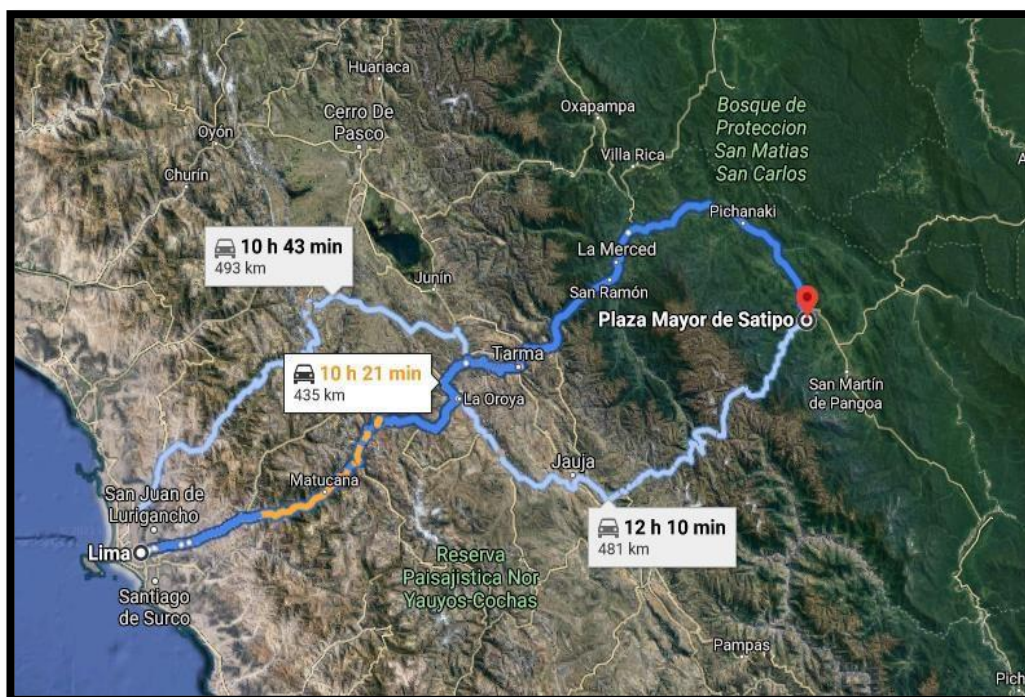 Huariaca
Oxapampa
Bosque de
Proteccion
San Matias
San Carlos
Cerro De
Pasco
Oyón
Villa Rica
Churín
Pichanaki
10 h 43 min
493 km
La Merced
Junín
San Ramón
Plaza Mayor de Satipo
Tarma
10 h 21 min
435 km
La Oroya
San Martín
de Pangoa
Jauja
Matucana
San Juan de
Lurigancho
12 h 10 min
481 km
Lima
Reserva
Paisajistica Nor
Yauyos-Cochas
Santiago
de Surco
Pampas
Pich